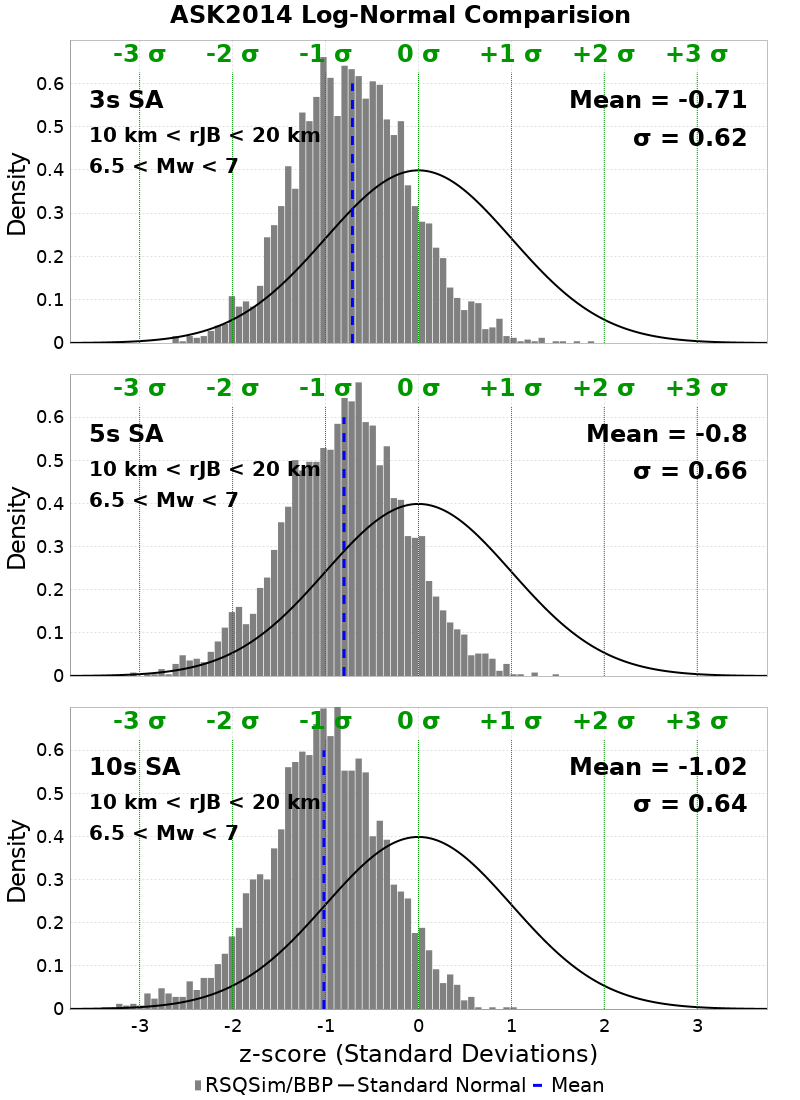 ASK2014 Log-Normal Comparision
-3 σ -2 σ -1 σ 0 σ +1 σ +2 σ +3 σ
0.6
3s SA Mean = -0.71
0.5
10 km < rJB < 20 km σ = 0.62
6.5 < Mw < 7
0.4
0.3
0.2
0.1
0
Density
-3 σ -2 σ -1 σ 0 σ +1 σ +2 σ +3 σ
0.6
5s SA Mean = -0.8
0.5
10 km < rJB < 20 km σ = 0.66
6.5 < Mw < 7
0.4
0.3
0.2
0.1
0
Density
-3 σ -2 σ -1 σ 0 σ +1 σ +2 σ +3 σ
0.6
10s SA Mean = -1.02
0.5
10 km < rJB < 20 km σ = 0.64
6.5 < Mw < 7
0.4
0.3
0.2
0.1
0
Density
-3 -2 -1 0 1 2 3
z-score (Standard Deviations)
RSQSim/BBP Standard Normal Mean